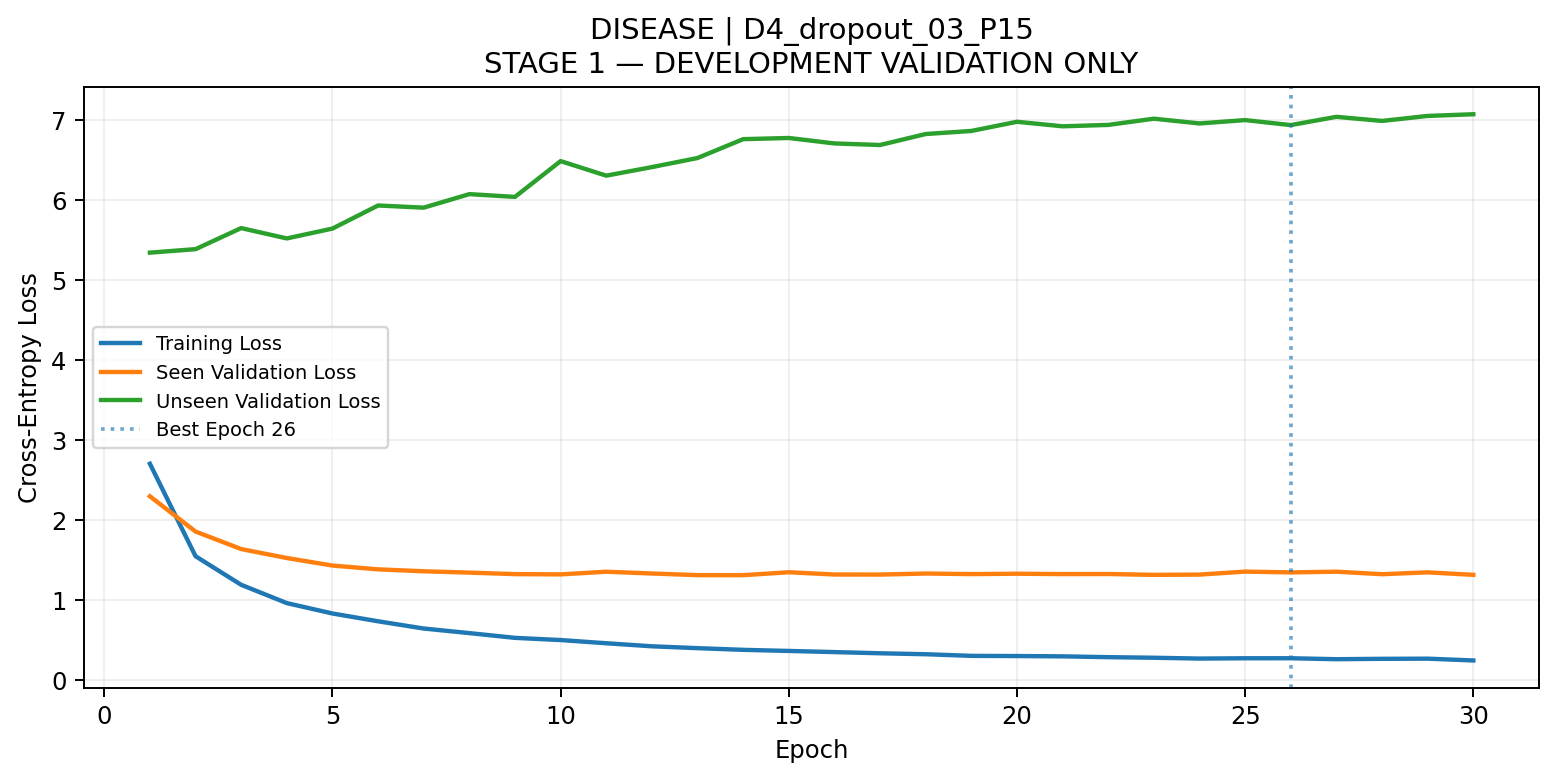 DISEASE | D4_dropout_03_P15
STAGE 1 — DEVELOPMENT VALIDATION ONLY
Cross-Entropy Loss
7
6
5
4
3
2
1
0
Training Loss
Seen Validation Loss
Unseen Validation Loss
Best Epoch 26
0 5 10 15 20 25 30
Epoch